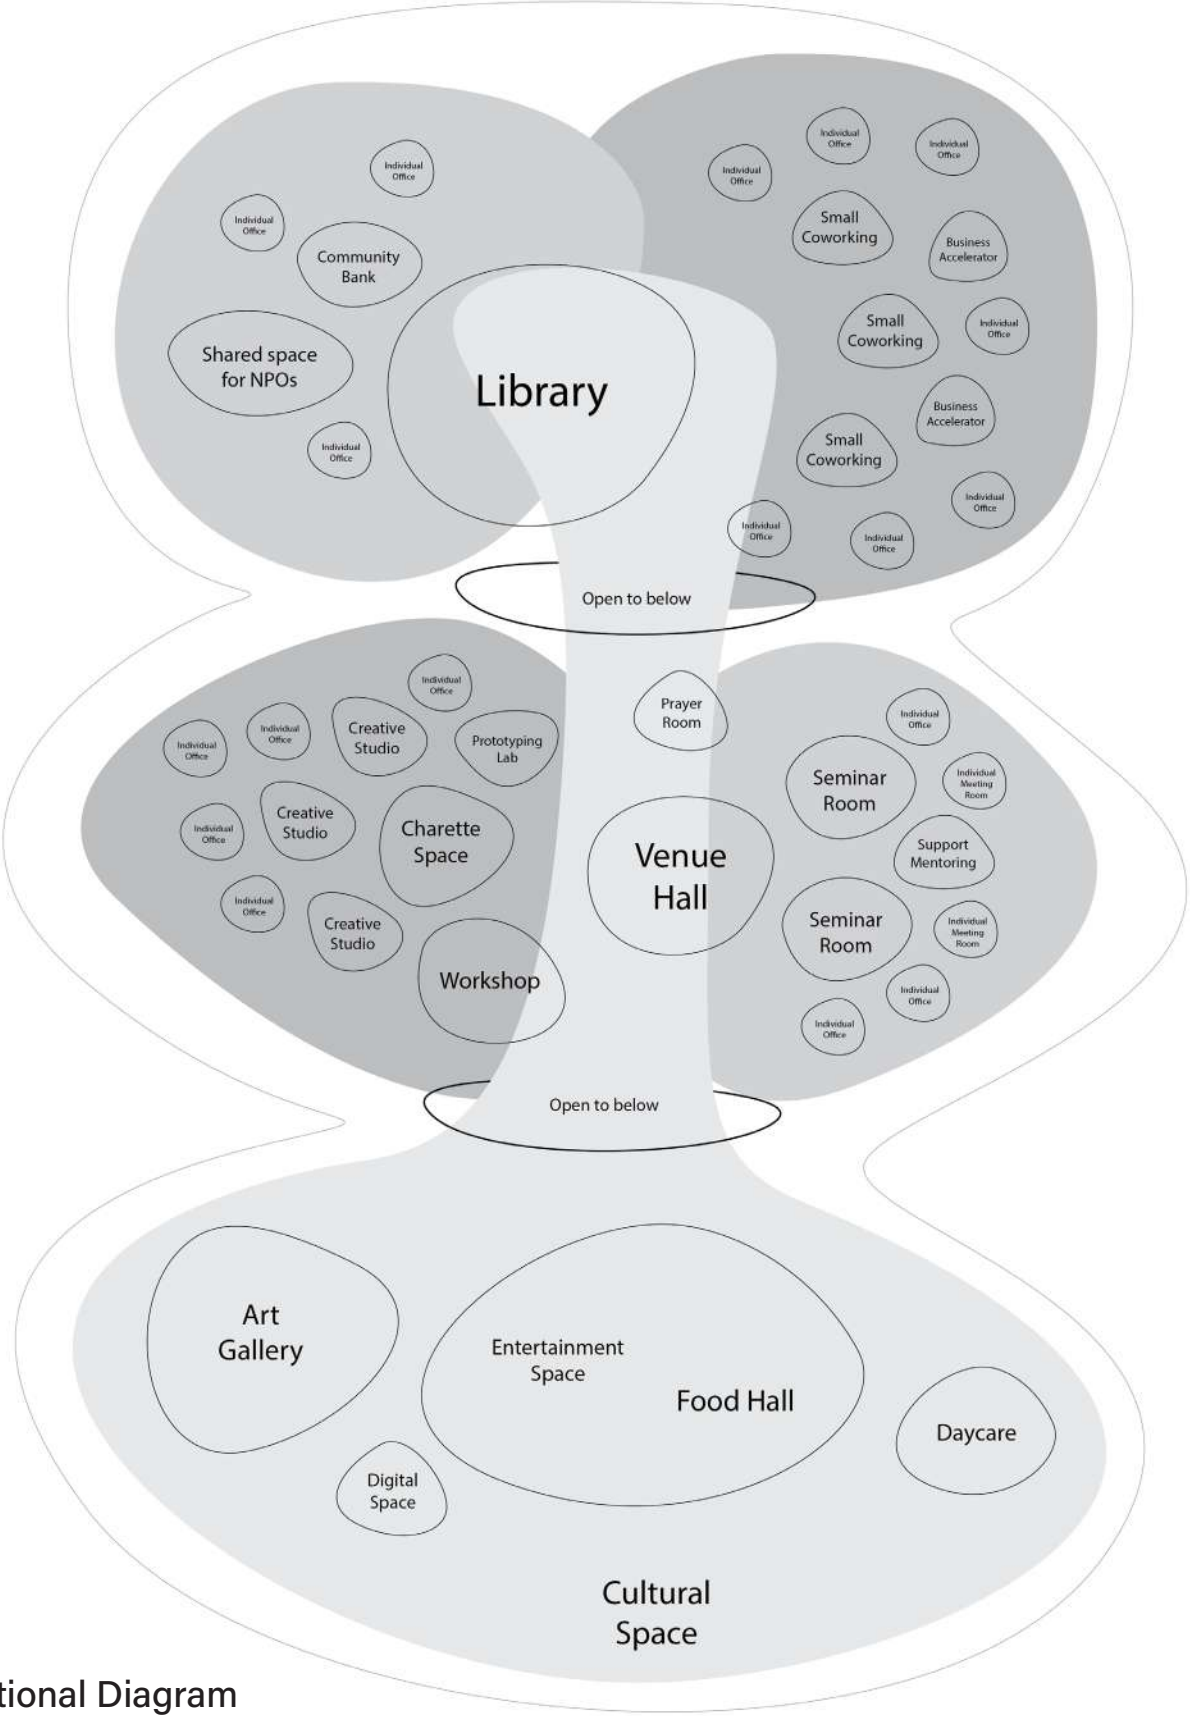 Individual
Office
Individual
Office
Community
Bank
Shared space
for NPOs
Individual
Office
Library
Individual
Office
Individual
Office
Individual
Office
Small
Coworking
Business
Accelerator
Small
Coworking
Individual
Office
Business
Accelerator
Small
Coworking
Individual
Office
Individual
Office
Individual
Office
Open to below
Individual
Office
Individual
Office
Individual
Office
Creative
Studio
Prototyping
Lab
Individual
Office
Creative
Studio
Charette
Space
Individual
Office
Creative
Studio
Workshop
Prayer
Room
Venue
Hall
Individual
Office
Seminar
Room
Individual
Meeting
Room
Support
Mentoring
Seminar
Room
Individual
Meeting
Room
Individual
Office
Individual
Office
Open to below
Art
Gallery
Entertainment
Space
Food Hall
Daycare
Digital
Space
Cultural
Space
tional Diagram